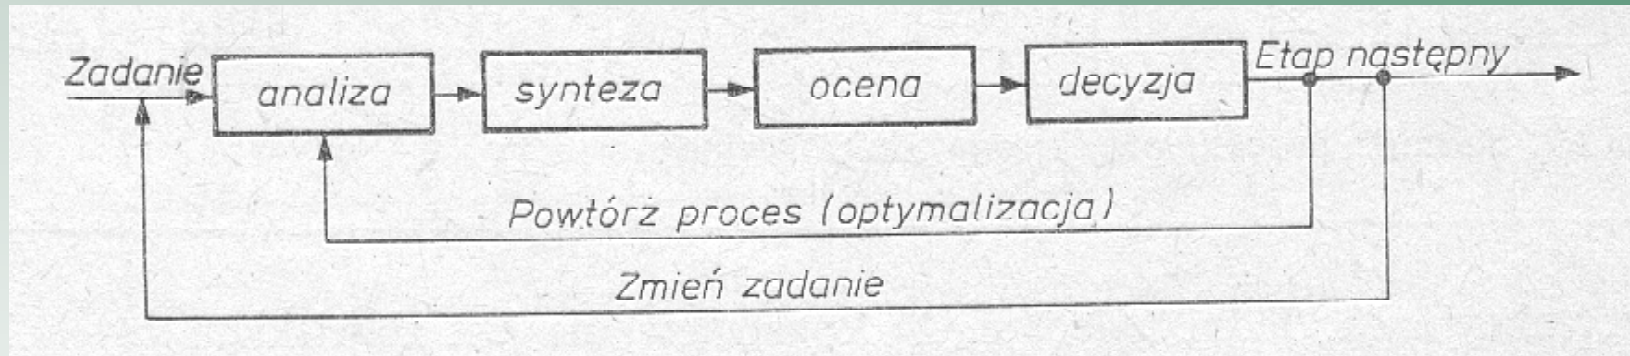 Zadanie
analiza
synteza
ocena
decyzja
Etap następny
Powtórz proces (optymalizacja)
Zmień zadanie